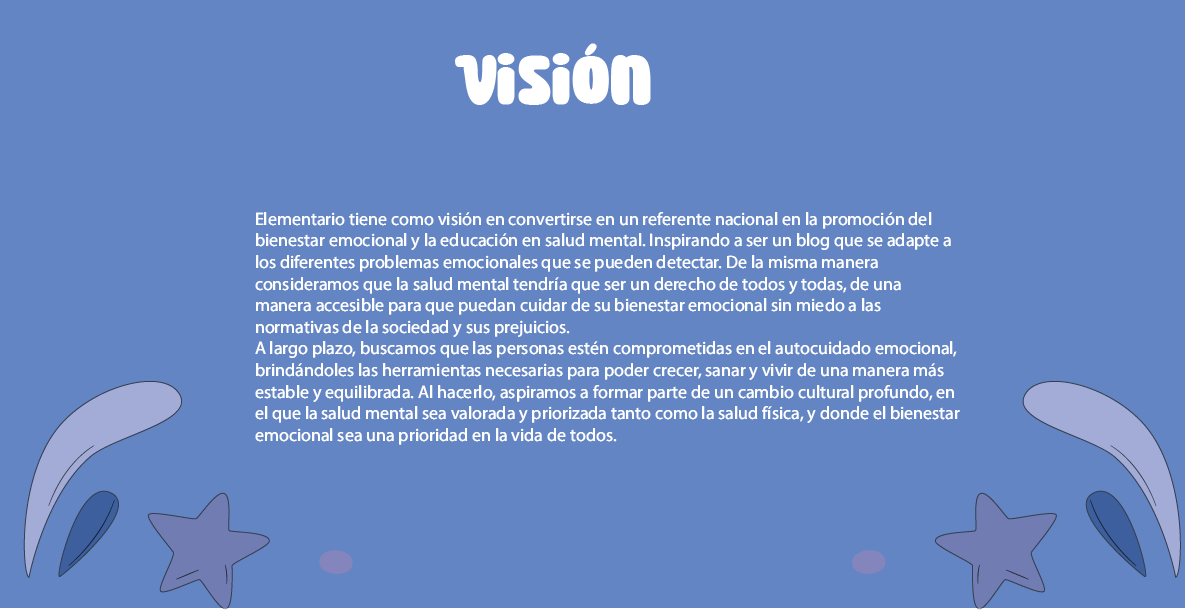 visión
Elementario tiene como visión en convertirse en un referente nacional en la promoción del
bienestar emocional y la educación en salud mental. Inspirando a ser un blog que se adapte a
los diferentes problemas emocionales que se pueden detectar. De la misma manera
consideramos que la salud mental tendría que ser un derecho de todos y todas, de una
manera accesible para que puedan cuidar de su bienestar emocional sin miedo a las
normativas de la sociedad y sus prejuicios.
A largo plazo, buscamos que las personas estén comprometidas en el autocuidado emocional,
brindándoles las herramientas necesarias para poder crecer, sanar y vivir de una manera más
estable y equilibrada. Al hacerlo, aspiramos a formar parte de un cambio cultural profundo, en
el que la salud mental sea valorada y priorizada tanto como la salud física, y donde el bienestar
emocional sea una prioridad en la vida de todos.